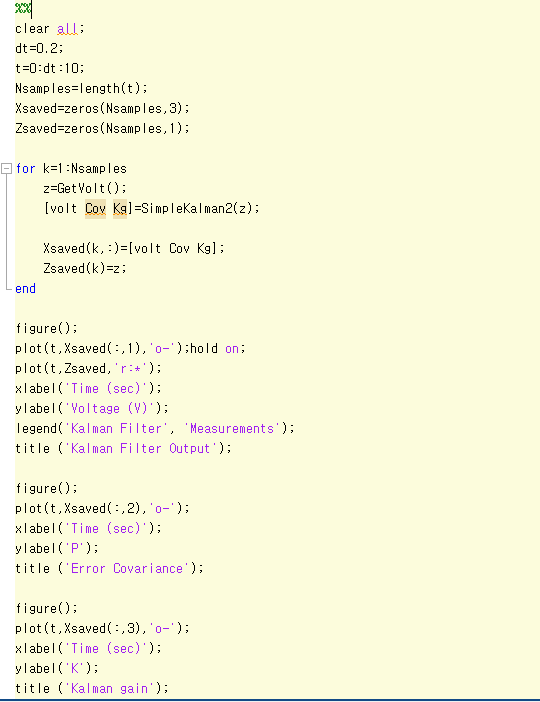 %%
clear all;
dt=0.2;
t=0:dt:10;
Nsamples=length(t);
Xsaved=zeros(Nsamples,3);
Zsaved=zeros(Nsamples,1);
for k=1:Nsamples
z=GetVolt();
[volt Cov Kg]=SimpleKalman2(z);
Xsaved(k,:)=[volt Cov Kg];
Zsaved(k)=z;
end
figure();
plot(t,Xsaved(:,1),'o-');hold on;
plot(t,Zsaved,'r:*');
xlabel('Time (sec)');
ylabel('Voltage (V)');
legend('Kalman Filter', 'Measurements');
title ('Kalman Filter Output');
figure();
plot(t,Xsaved(:,2),'o-');
xlabel('Time (sec)');
ylabel('P');
title ('Error Covariance');
figure();
plot(t,Xsaved(:,3),'o-');
xlabel('Time (sec)');
ylabel('K');
title ('Kalman gain');